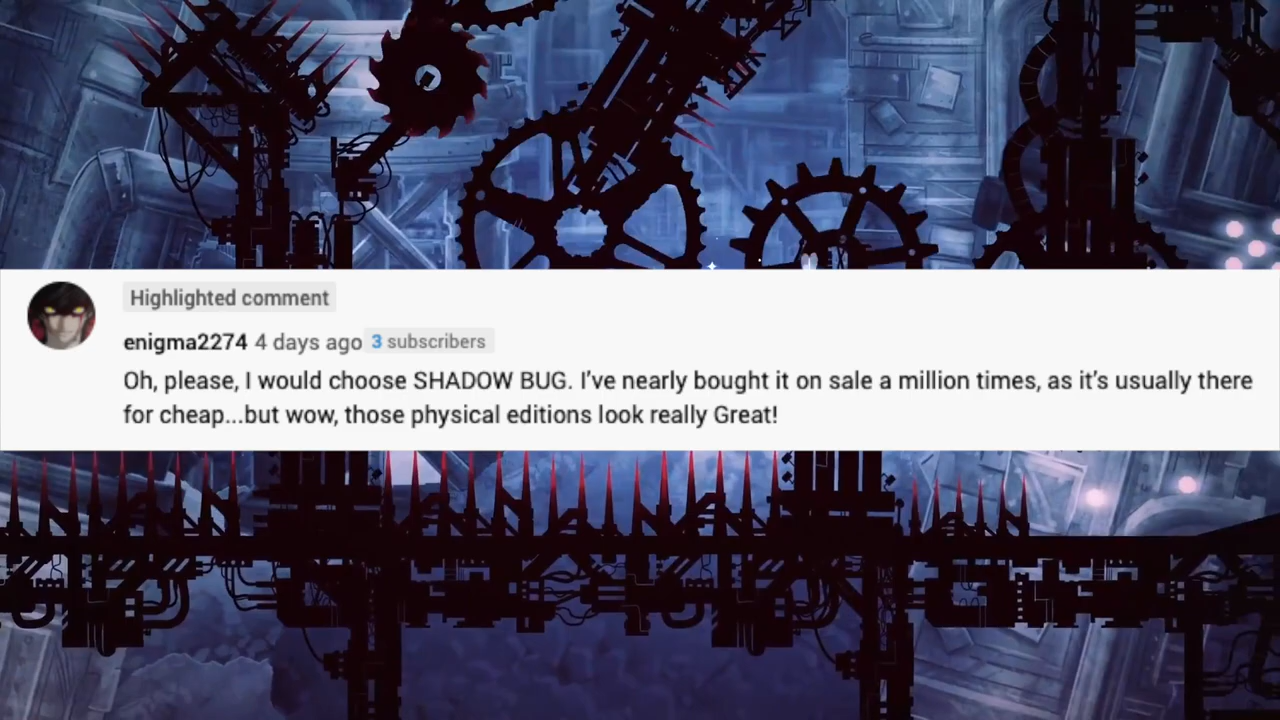 Highlighted comment
enigma2274 4 days ago 3 subscribers
Oh, please, I would choose SHADOW BUG. I’ve nearly bought it on sale a million times, as it’s usually there
for cheap...but wow, those physical editions look really Great!